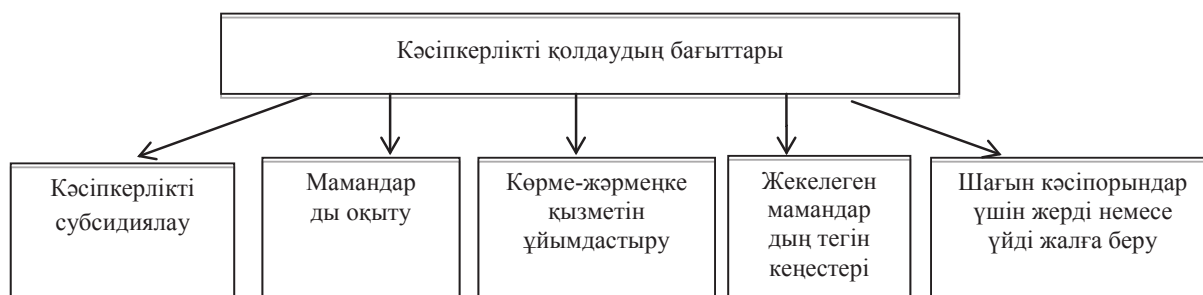 Кәсіпкерлікті қолдаудың бағыттары
Кәсіпкерлікті
субсидиялау
Мамандар
ды оқыту
Көрме-жәрмеңке
қызметін
ұйымдастыру
Жекелеген
мамандар
дың тегін
кеңестері
Шағын кәсіпорындар
үшін жерді немесе
үйді жалға беру